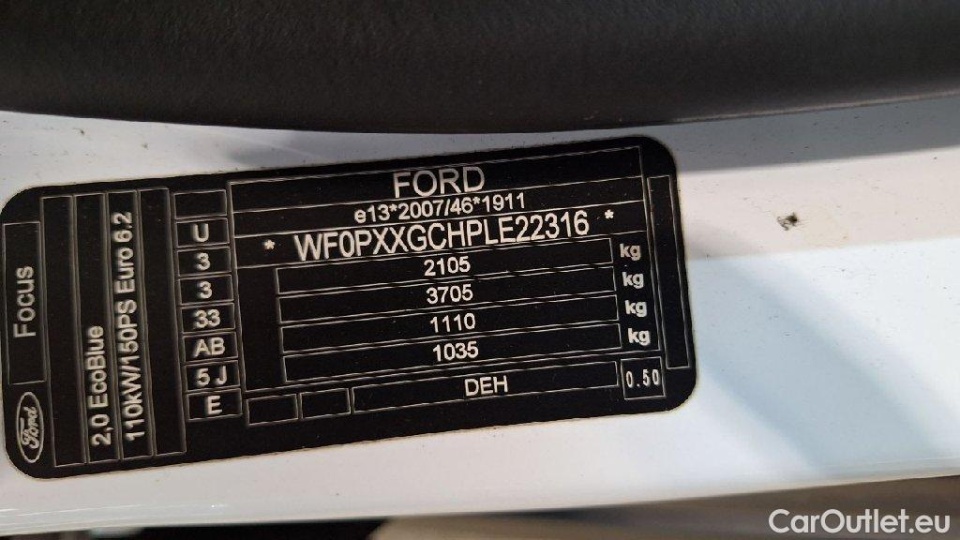 Focus
Ford
2,0 EcoBlue
110kW/150PS Euro 6.2
U
3
3
33
AB
5 J
E
FORD
e13*2007/46*1911
* WF0PXXGCHPLE22316 *
2105 kg
3705 kg
1110 kg
1035 kg
DEH
0.50
CarOutlet.eu